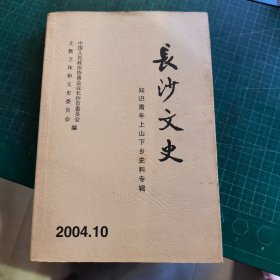 长沙文史
知识青年上山下乡史料专辑
中国人民政治协商会议长沙市委员会
文教卫体和文史委员会 编
2004.10